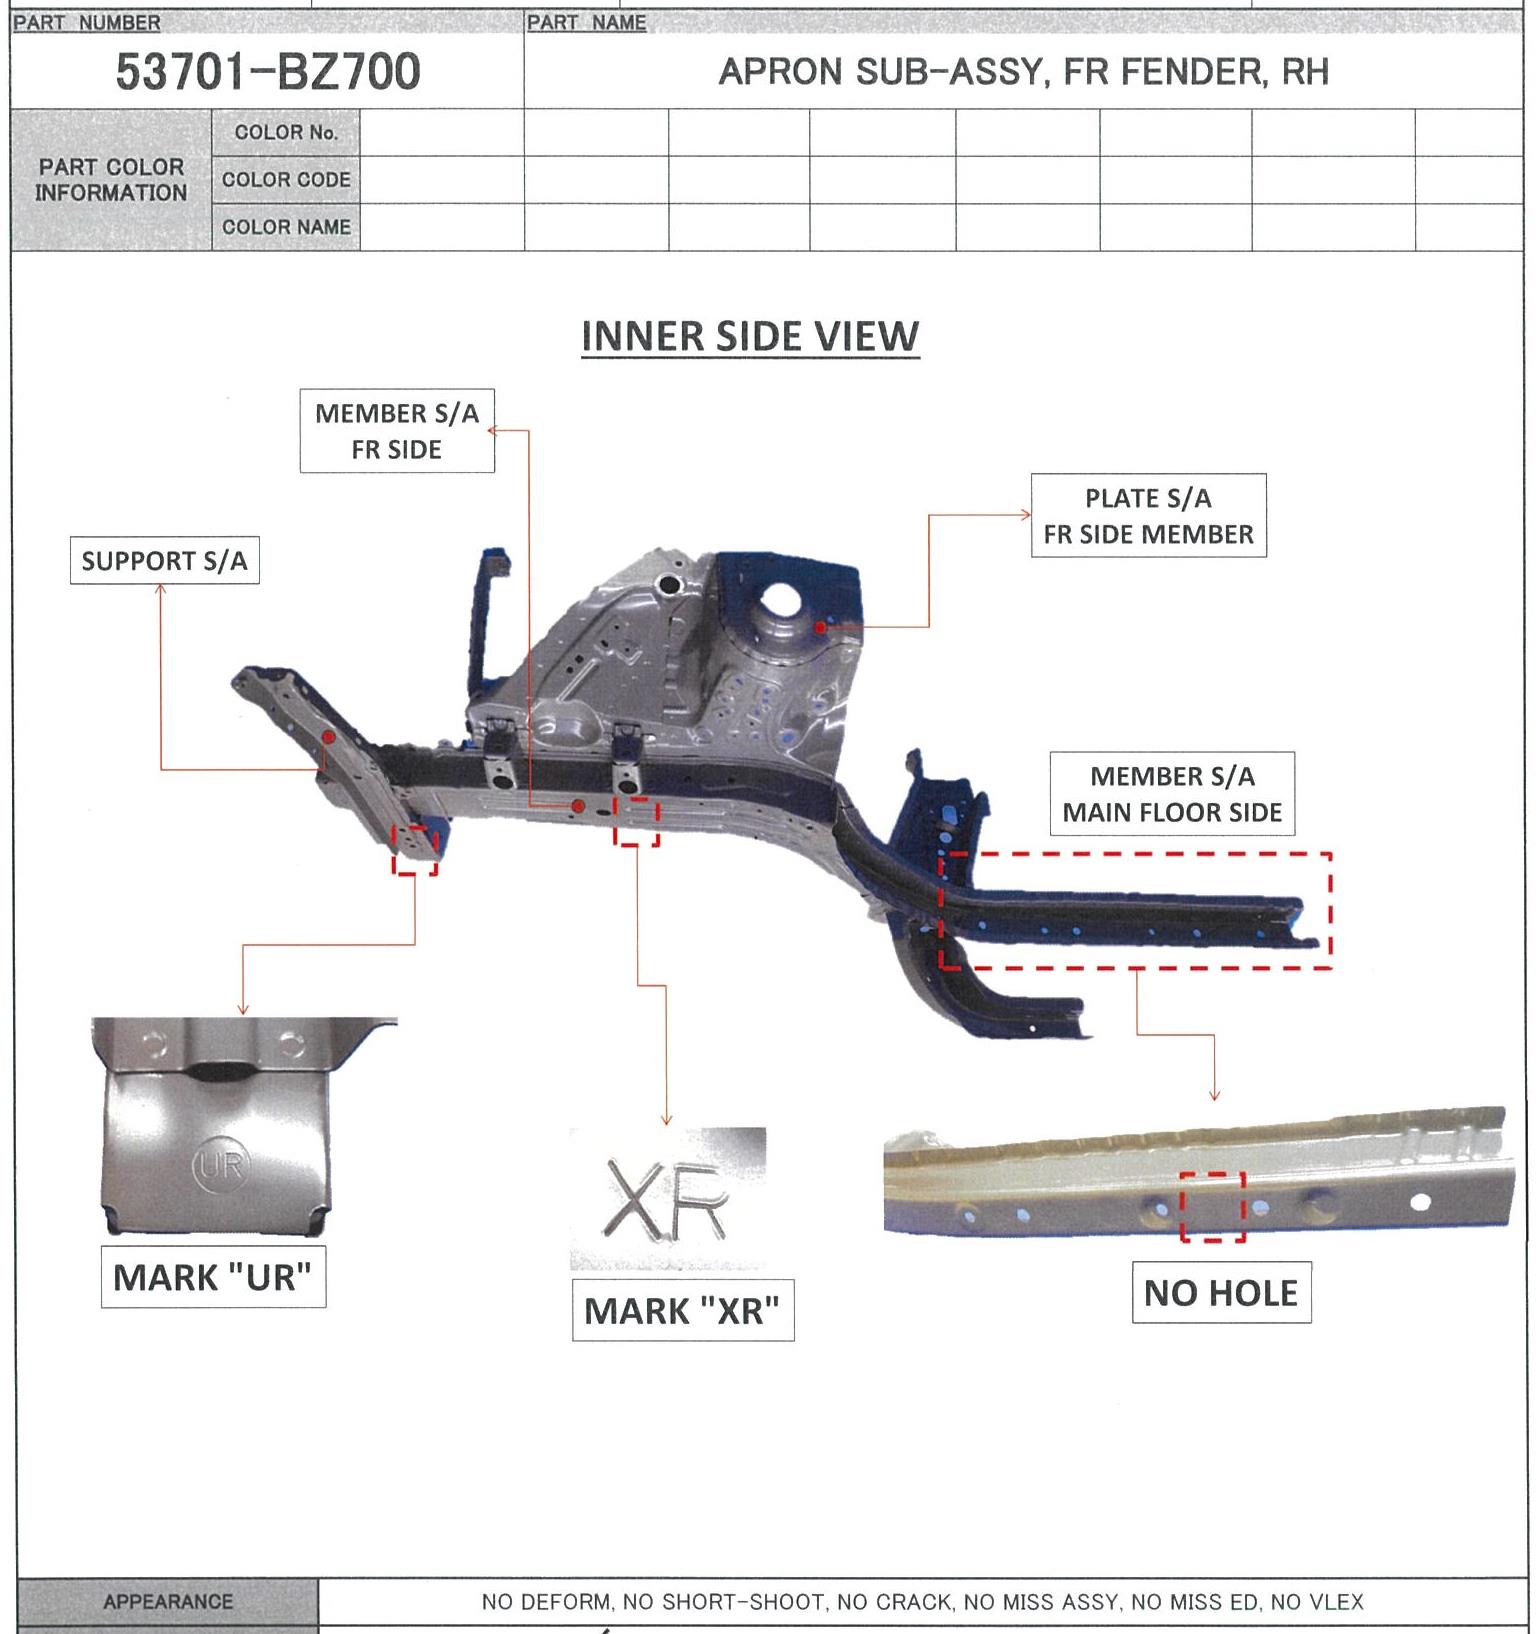 PART NUMBER
PART NAME
53701-BZ700
APRON SUB-ASSY, FR FENDER, RH
PART COLOR
INFORMATION
COLOR No.
COLOR CODE
COLOR NAME
INNER SIDE VIEW
MEMBER S/A
FR SIDE
PLATE S/A
FR SIDE MEMBER
SUPPORT S/A
MEMBER S/A
MAIN FLOOR SIDE
UR
XR
MARK "UR"
MARK "XR"
NO HOLE
APPEARANCE
NO DEFORM, NO SHORT-SHOOT, NO CRACK, NO MISS ASSY, NO MISS ED, NO VLEX